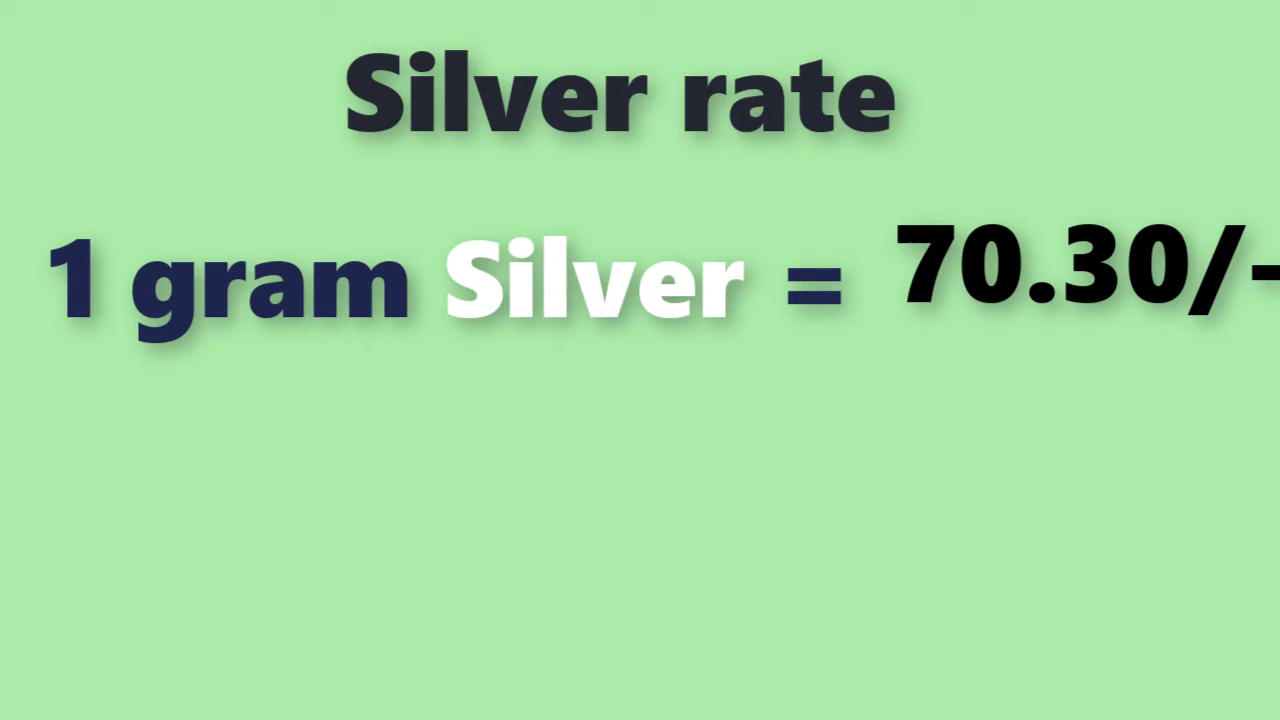 Silver rate
1 gram Silver = 70.30/-